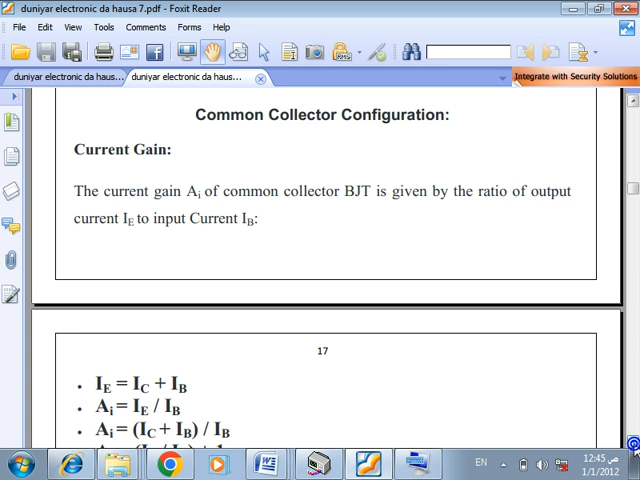 duniyar electronic da hausa 7.pdf - Foxit Reader
File Edit View Tools Comments Forms Help
duniyar electronic da haus... duniyar electronic da haus... Integrate with Security Solutions
Common Collector Configuration:
Current Gain:
The current gain Ai of common collector BJT is given by the ratio of output
current IE to input Current IB:
17
• IE = IC + IB
• Ai = IE / IB
• Ai = (IC + IB) / IB
EN
12:45 ص
1/1/2012